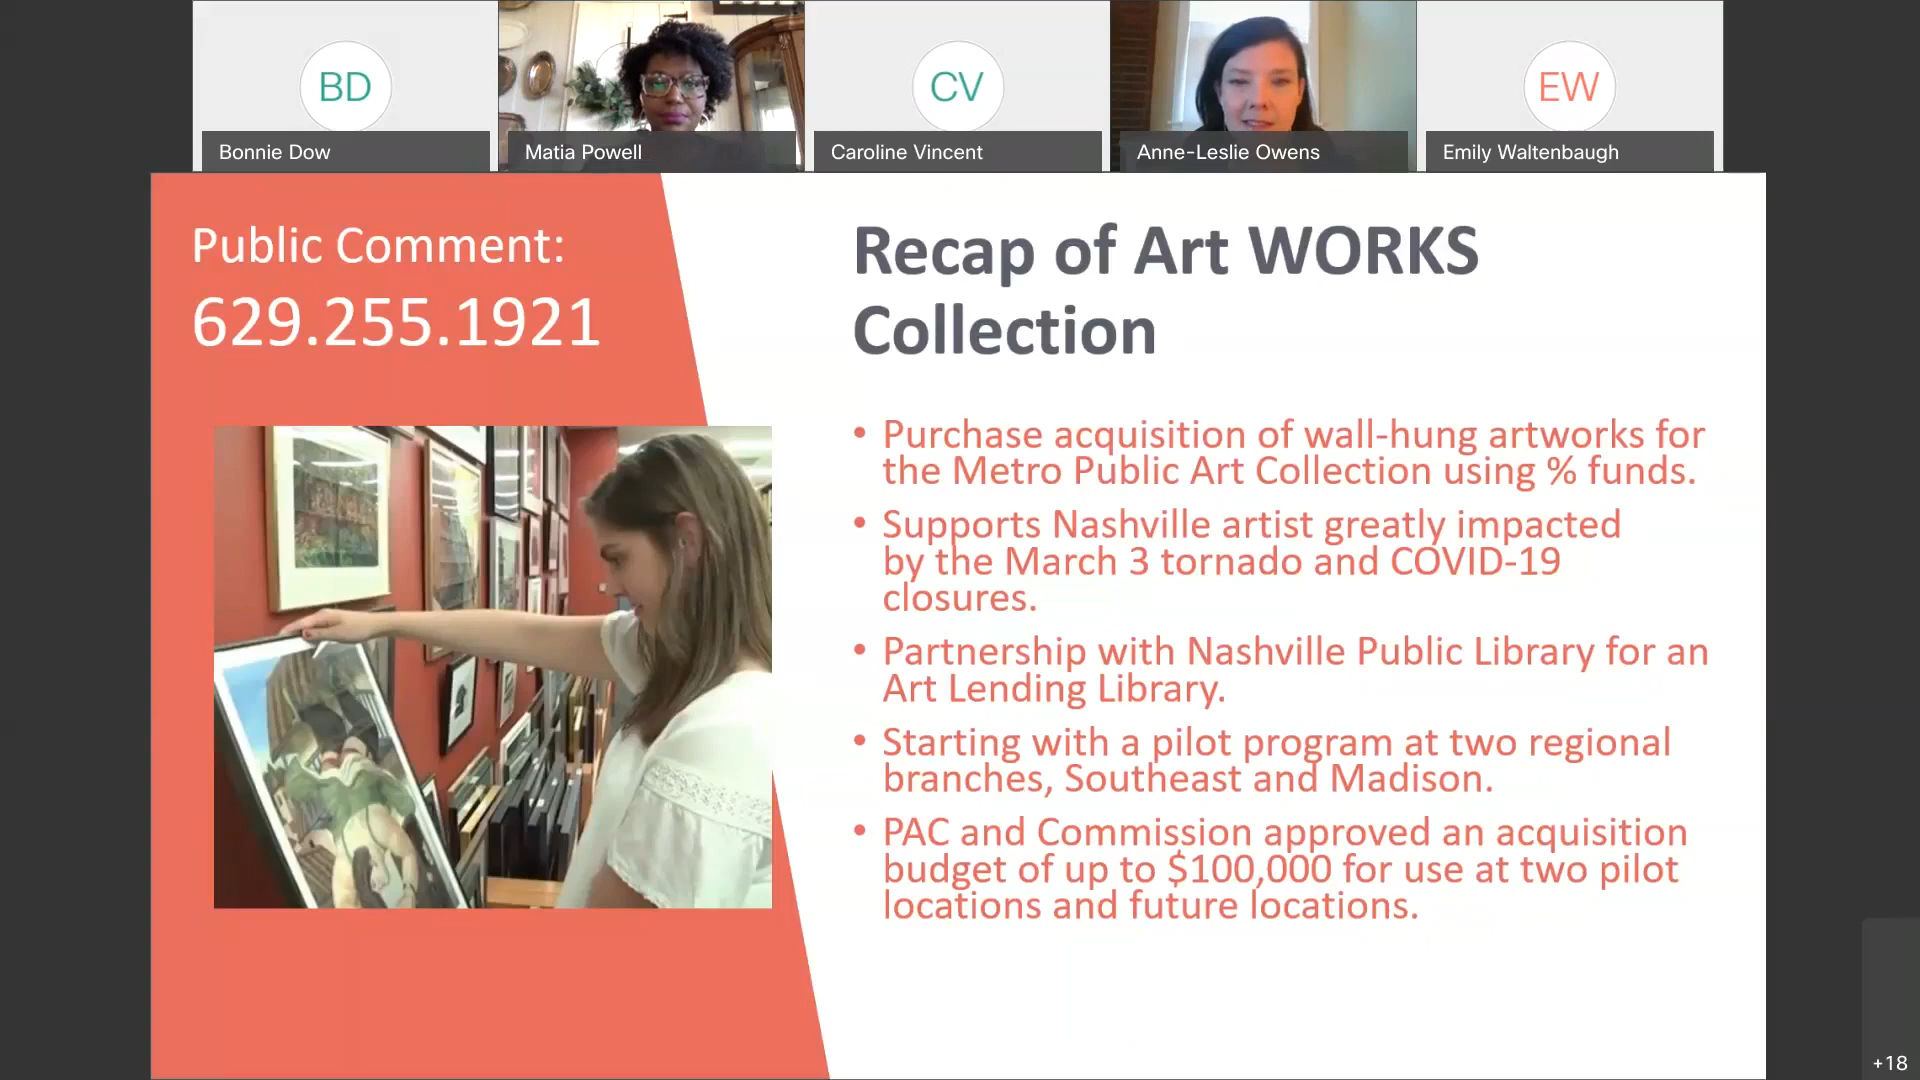 BD
CV
EW
Bonnie Dow
Matia Powell
Caroline Vincent
Anne-Leslie Owens
Emily Waltenbaugh
Public Comment:
629.255.1921
Recap of Art WORKS
Collection
• Purchase acquisition of wall-hung artworks for
the Metro Public Art Collection using % funds.
• Supports Nashville artist greatly impacted
by the March 3 tornado and COVID-19
closures.
• Partnership with Nashville Public Library for an
Art Lending Library.
• Starting with a pilot program at two regional
branches, Southeast and Madison.
• PAC and Commission approved an acquisition
budget of up to $100,000 for use at two pilot
locations and future locations.
+18